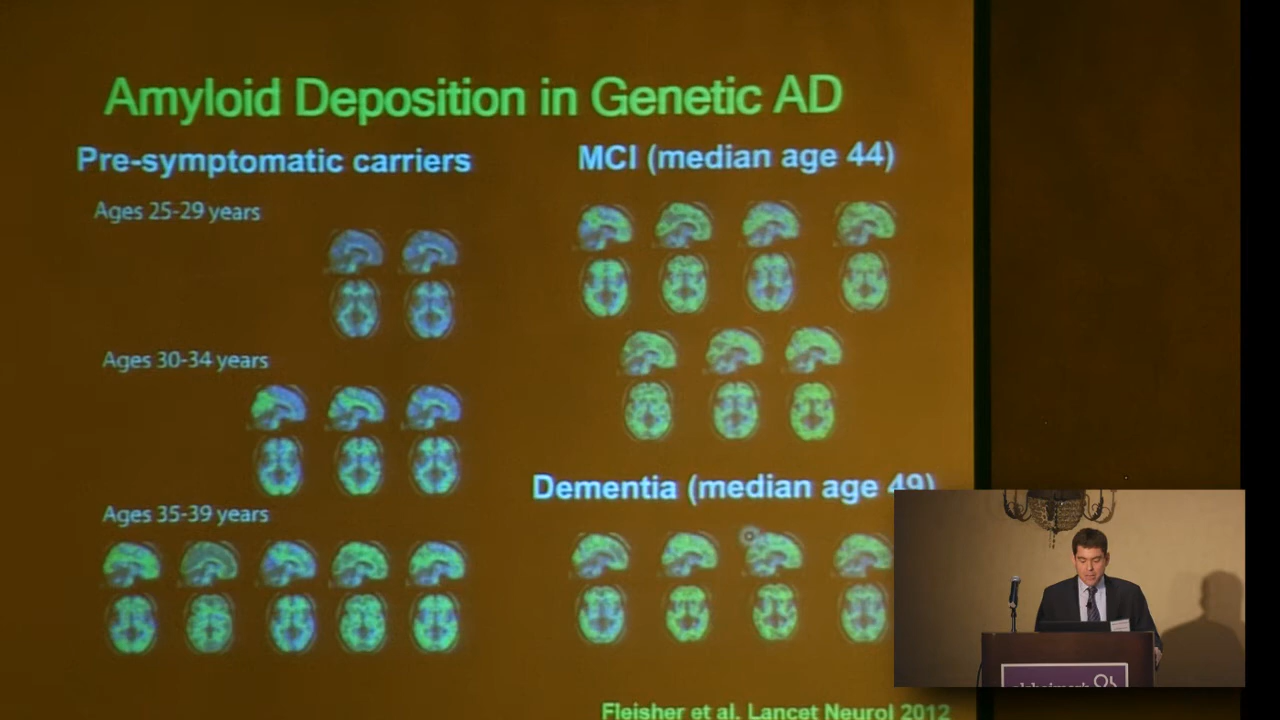 Amyloid Deposition in Genetic AD
Pre-symptomatic carriers
Ages 25-29 years
Ages 30-34 years
Ages 35-39 years
MCI (median age 44)
Dementia (median age 49)
Fleisher et al. Lancet Neurol 2012